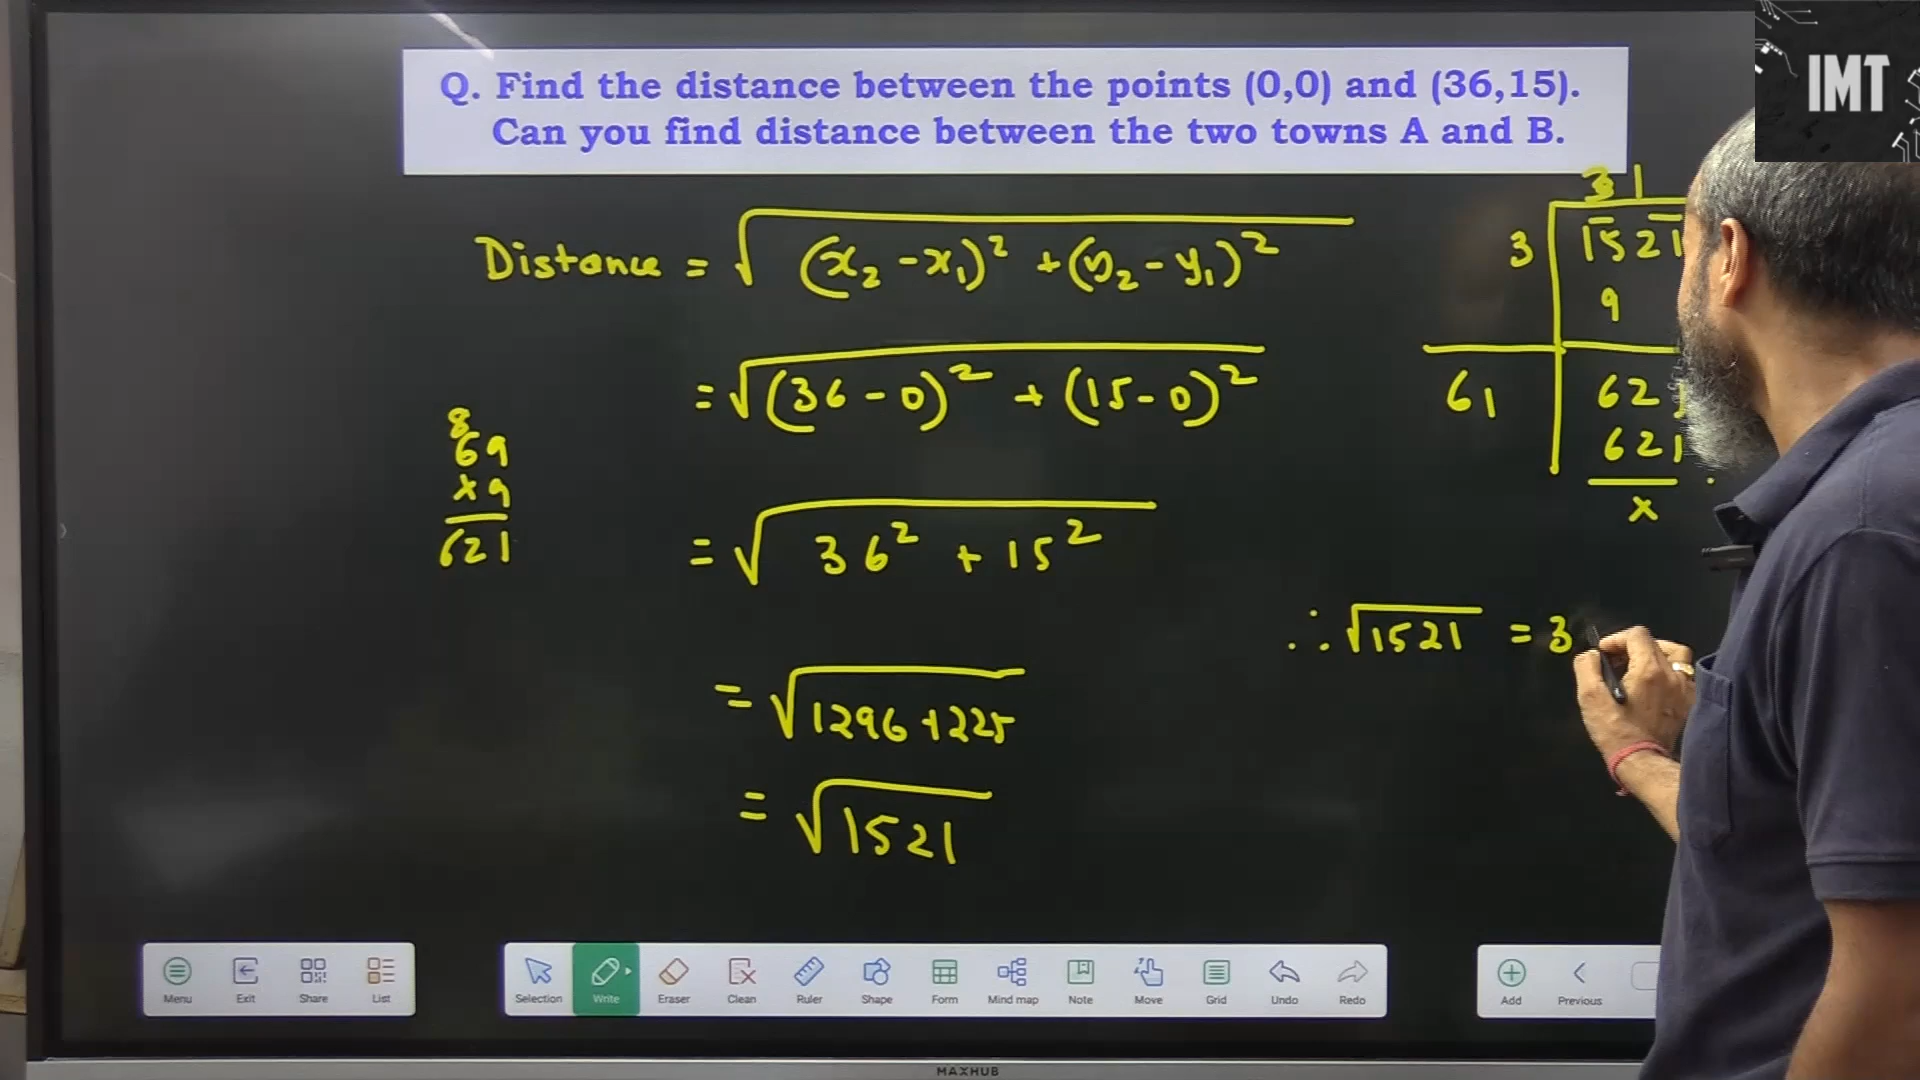 IMT
Q. Find the distance between the points (0,0) and (36,15).
Can you find distance between the two towns A and B.
Distance = √(x₂ - x₁)² + (y₂ - y₁)²
= √(36 - 0)² + (15 - 0)²
= √36² + 15²
= √1296 + 225
= √1521
8
69
x 9
621
31
3 1521
9
61 621
621
x
∴ √1521 = 3
Menu Exit Share List
Selection Write Eraser Clean Ruler Shape Form Mind map Note Move Grid Undo Redo
Add Previous
MAXHUB